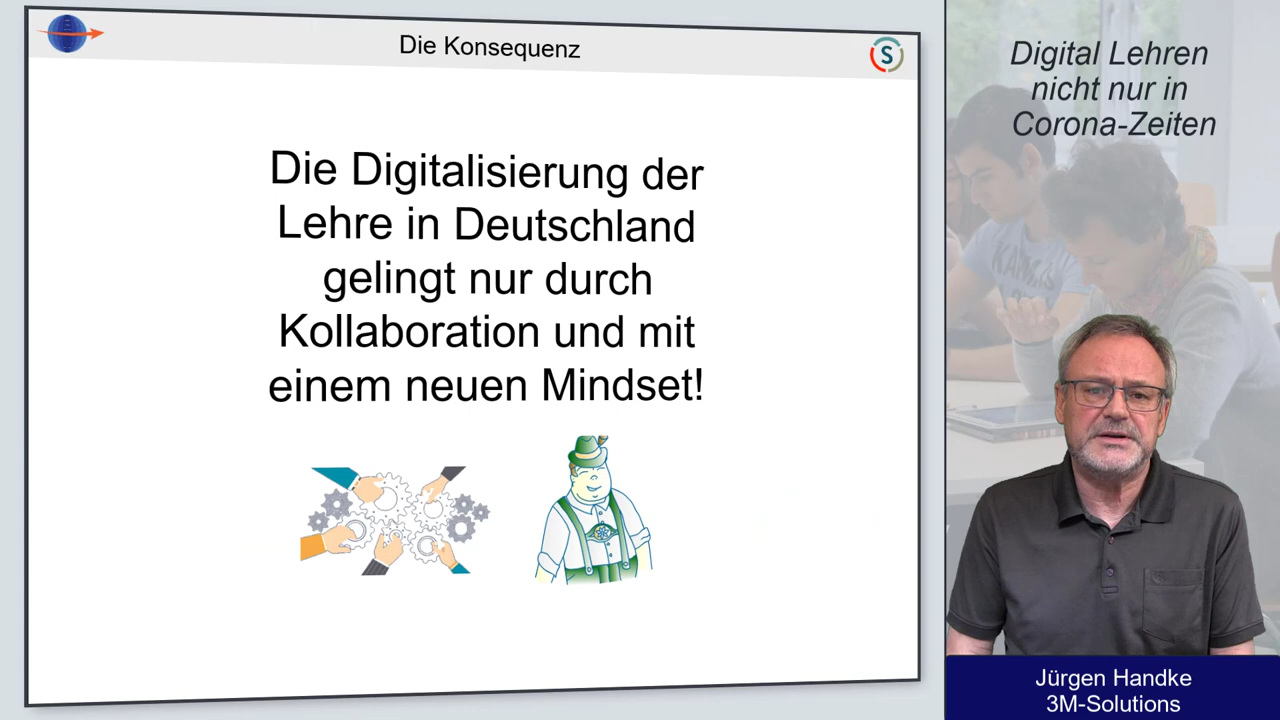 Die Konsequenz
S
Die Digitalisierung der
Lehre in Deutschland
gelingt nur durch
Kollaboration und mit
einem neuen Mindset!
Digital Lehren
nicht nur in
Corona-Zeiten
Jürgen Handke
3M-Solutions